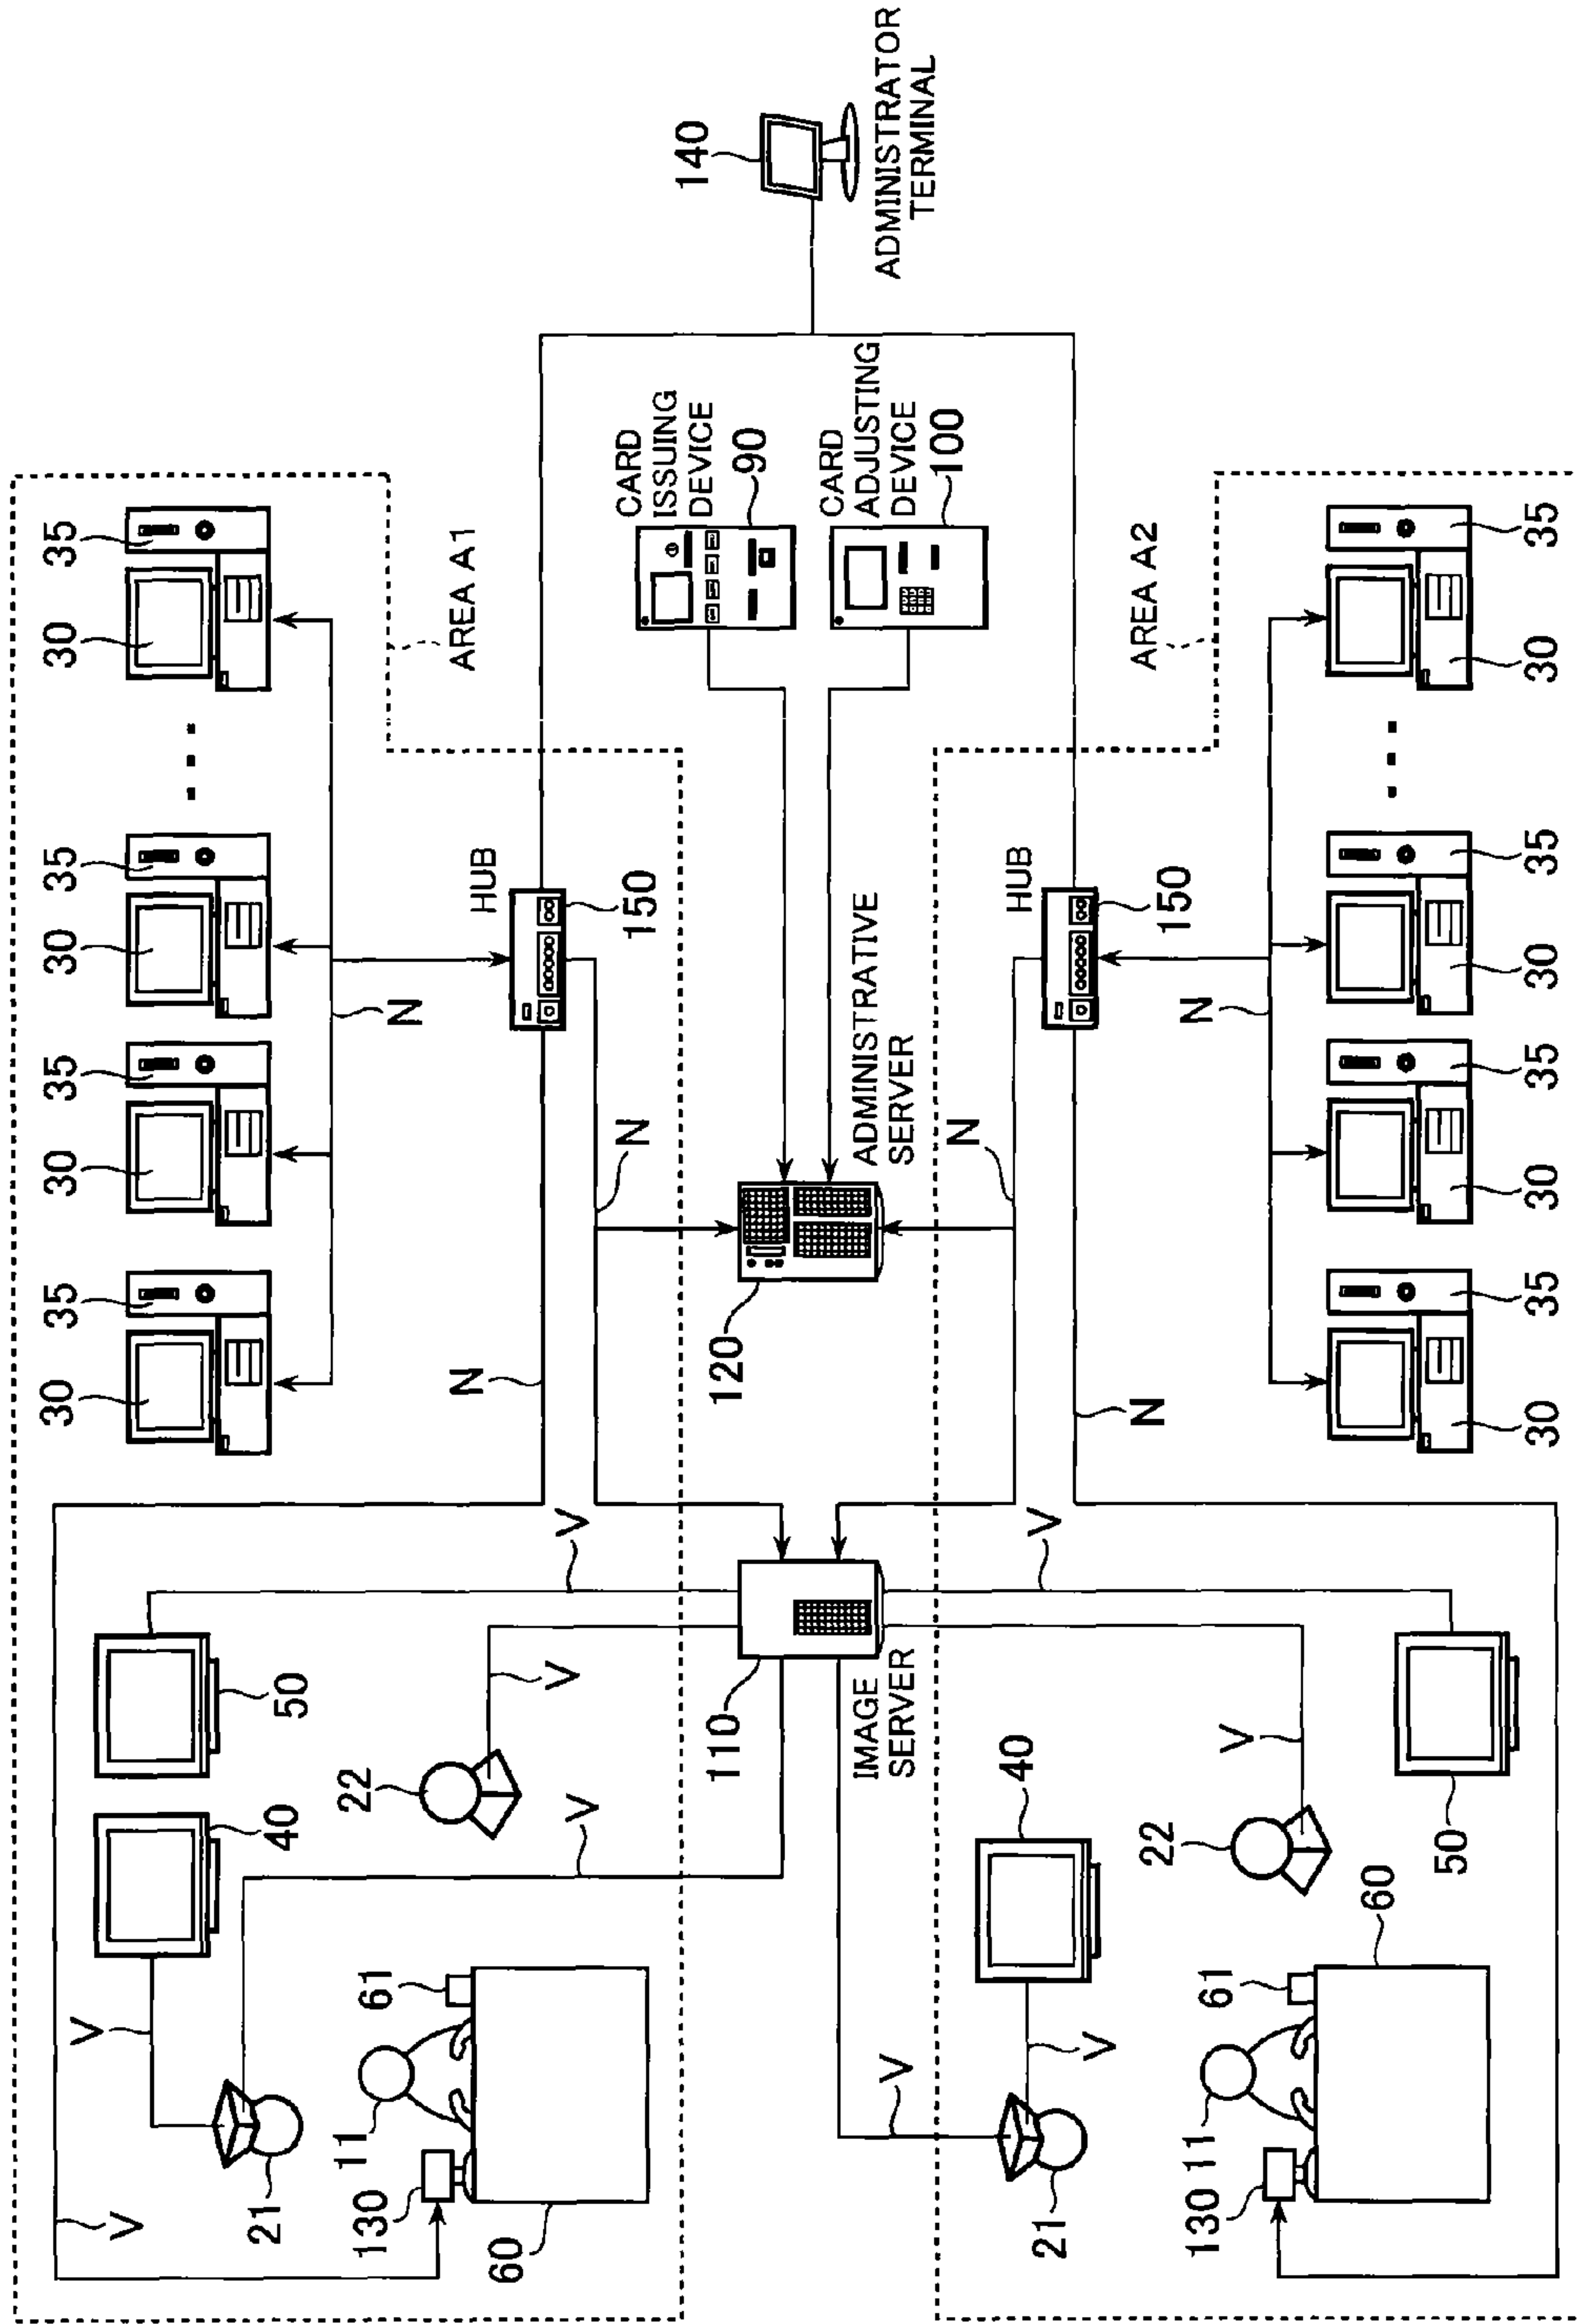 30
35
30
35
30
35
30
35
V
V
21
40
50
11
22
130
61
N
N
AREA A1
HUB
60
V
V
V
N
150
CARD
ISSUING
DEVICE
90
140
110
120
IMAGE
SERVER
ADMINISTRATIVE
SERVER
CARD
ADJUSTING
DEVICE
100
ADMINISTRATOR
TERMINAL
V
N
40
HUB
V
21
V
N
AREA A2
22
150
130
11
N
61
V
60
50
30
35
30
35
30
35
30
35